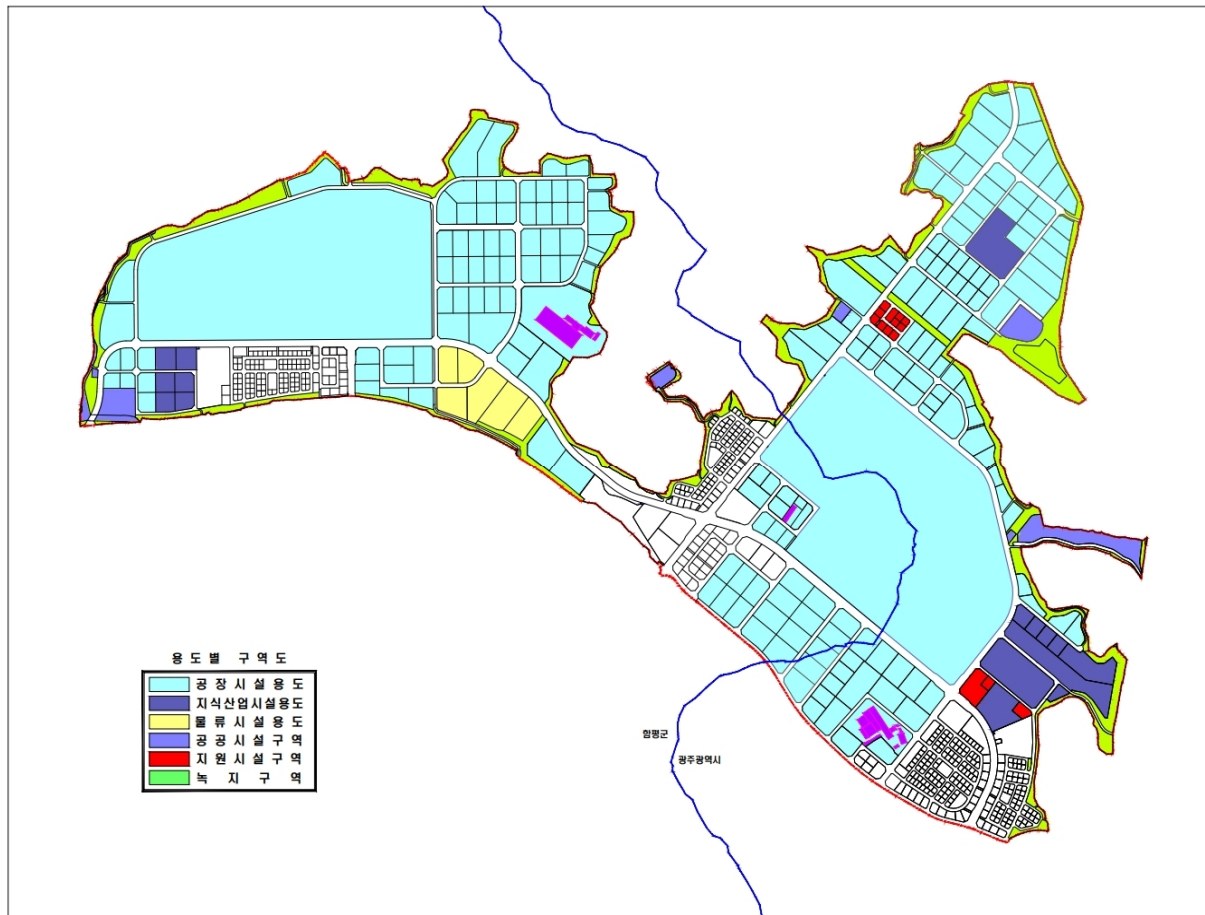 용도별 구역도
공장시설용도
지식산업시설용도
물류시설용도
공공시설구역
지원시설구역
녹지구역
함평군
광주광역시